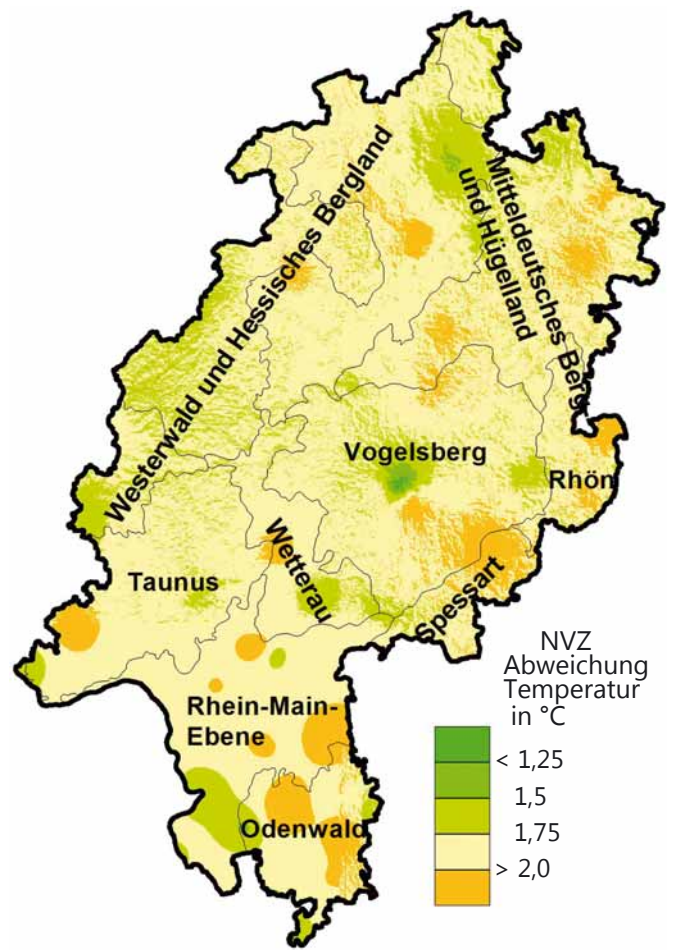 Westerwald und Hessisches Bergland
Mitteldeutsches Berg
und Hügelland
Vogelsberg
Rhön
Wetterau
Taunus
Spessart
Rhein-Main-
Ebene
Odenwald
NVZ
Abweichung
Temperatur
in °C
< 1,25
1,5
1,75
> 2,0